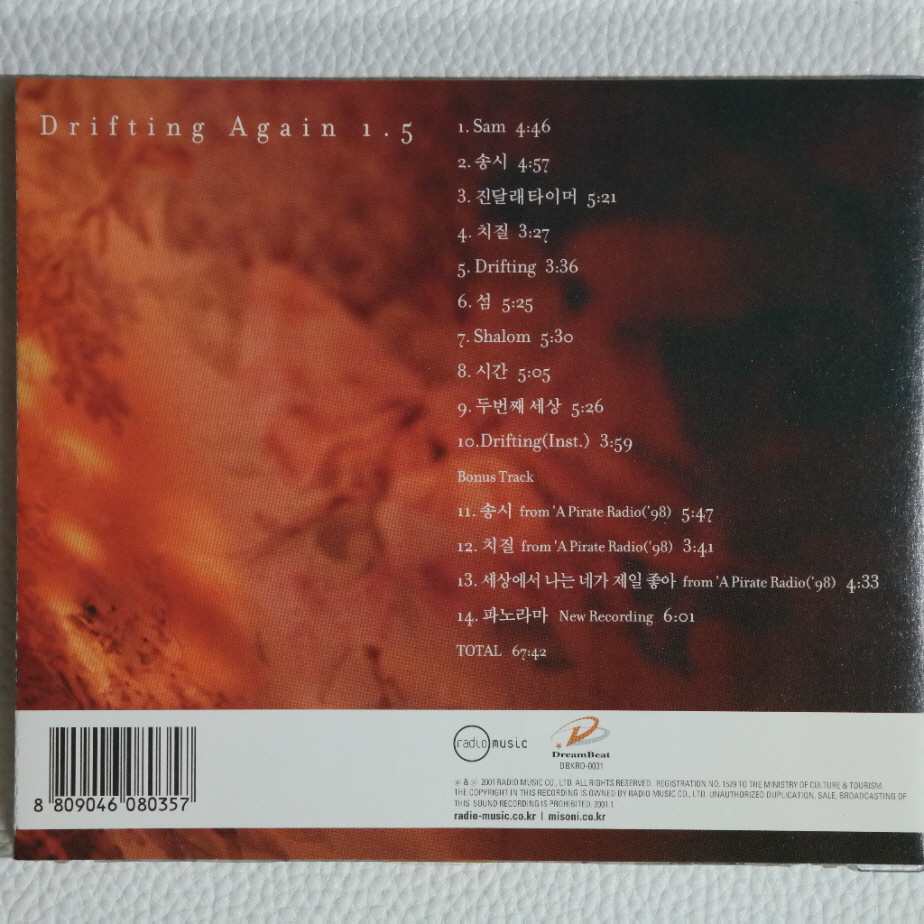 Drifting Again 1.5
1. Sam 4:46
2. 송시 4:57
3. 진달래타이머 5:21
4. 치질 3:27
5. Drifting 3:36
6. 섬 5:25
7. Shalom 5:30
8. 시간 5:05
9. 두번째 세상 5:26
10.Drifting(Inst.) 3:59
Bonus Track
11. 송시 from 'A Pirate Radio('98) 5:47
12. 치질 from 'A Pirate Radio('98) 3:41
13. 세상에서 나는 네가 제일 좋아 from 'A Pirate Radio('98) 4:33
14. 파노라마 New Recording 6:01
TOTAL 67:42
radio music
DreamBeat
DBKRD-0031
℗ & © 2001 RADIO MUSIC CO., LTD. ALL RIGHTS RESERVED. REGISTRATION NO. 1529 TO THE MINISTRY OF CULTURE & TOURISM.
THE COPYRIGHT IN THIS RECORDING IS OWNED BY RADIO MUSIC CO., LTD. UNAUTHORIZED DUPLICATION, SALE, BROADCASTING OF
THIS SOUND RECORDING IS PROHIBITED. 2001.1
radio-music.co.kr | misoni.co.kr
8 809046 080357